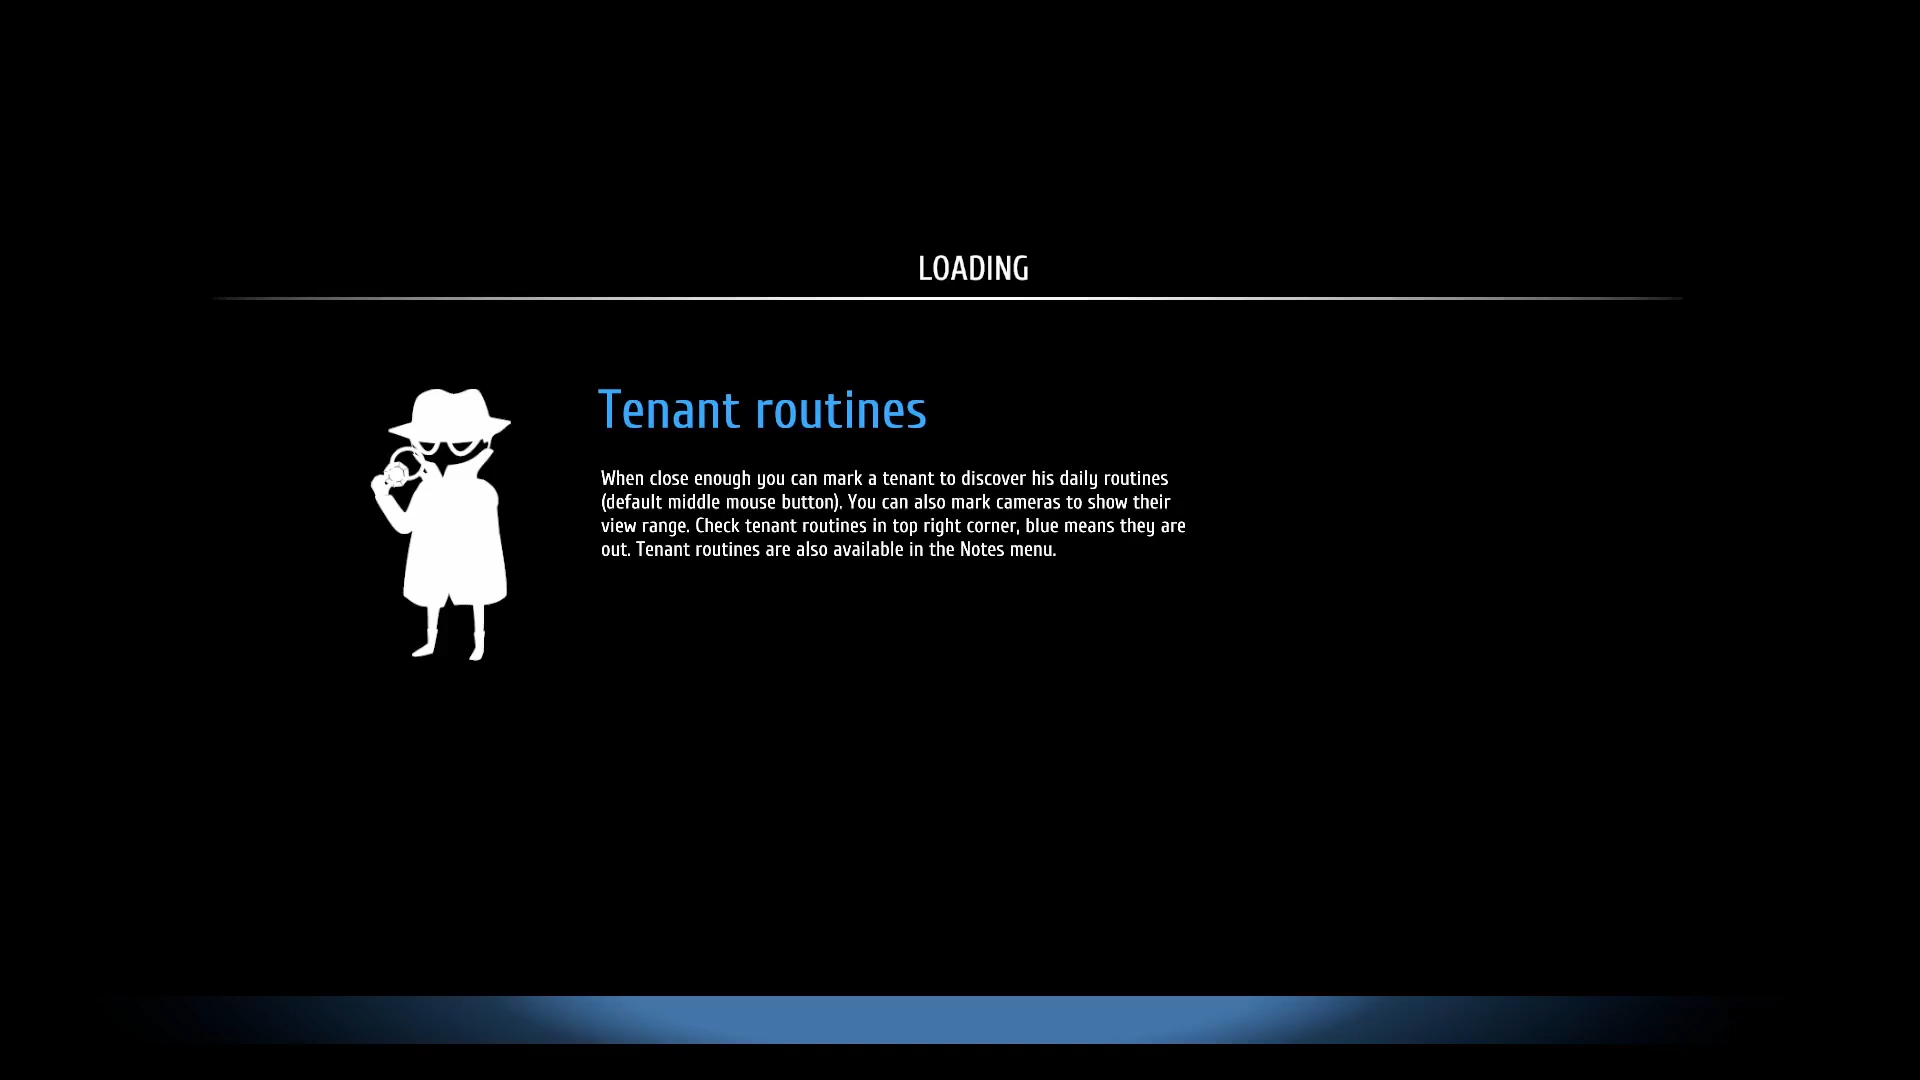 LOADING
Tenant routines
When close enough you can mark a tenant to discover his daily routines
(default middle mouse button). You can also mark cameras to show their
view range. Check tenant routines in top right corner, blue means they are
out. Tenant routines are also available in the Notes menu.